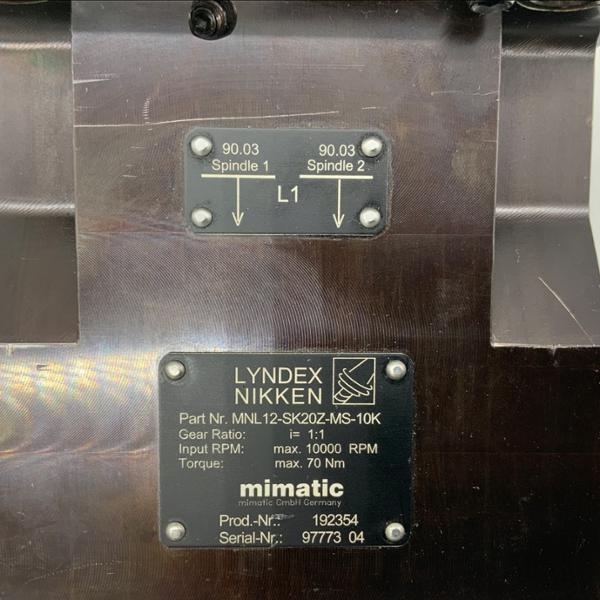 90.03 90.03
Spindle 1 Spindle 2
L1
LYNDEX
NIKKEN
Part Nr. MNL12-SK20Z-MS-10K
Gear Ratio: i= 1:1
Input RPM: max. 10000 RPM
Torque: max. 70 Nm
mimatic
mimatic GmbH Germany
Prod.-Nr.: 192354
Serial-Nr.: 97773 04